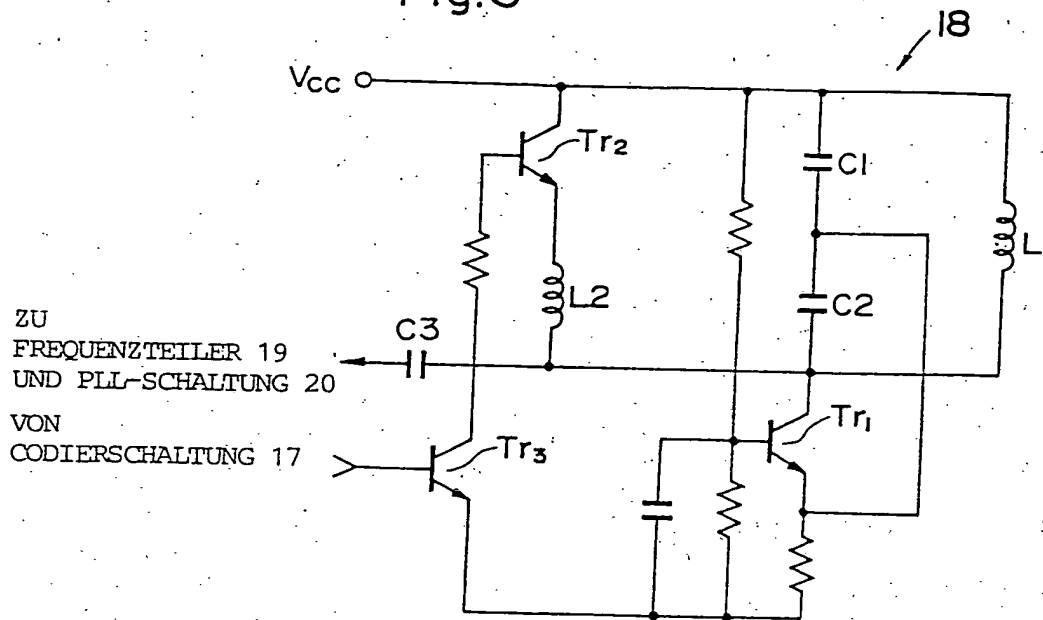 Fig.
18
Vcc
Tr2
C1
L
L2
C2
C3
ZU
FREQUENZTEILER 19
UND PLL-SCHALTUNG 20
VON
CODIERSCHALTUNG 17
Tr3
Tr1